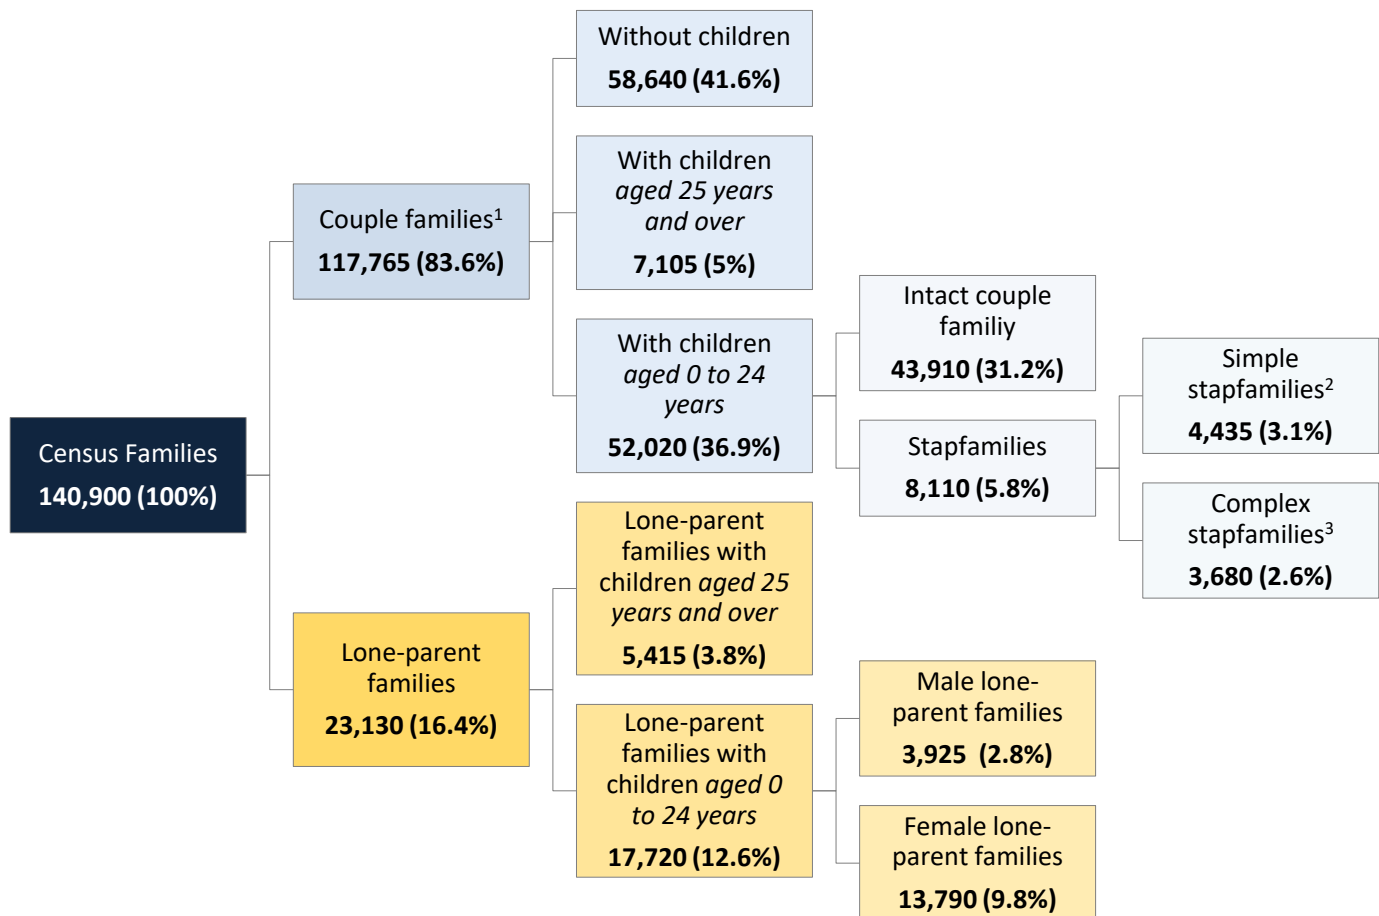 Census Families
140,900 (100%)
Couple families¹
117,765 (83.6%)
Without children
58,640 (41.6%)
With children
aged 25 years
and over
7,105 (5%)
With children
aged 0 to 24
years
52,020 (36.9%)
Intact couple
familiy
43,910 (31.2%)
Stapfamilies
8,110 (5.8%)
Simple
stapfamilies²
4,435 (3.1%)
Complex
stapfamilies³
3,680 (2.6%)
Lone-parent
families
23,130 (16.4%)
Lone-parent
families with
children aged 25
years and over
5,415 (3.8%)
Lone-parent
families with
children aged 0
to 24 years
17,720 (12.6%)
Male lone-
parent families
3,925 (2.8%)
Female lone-
parent families
13,790 (9.8%)